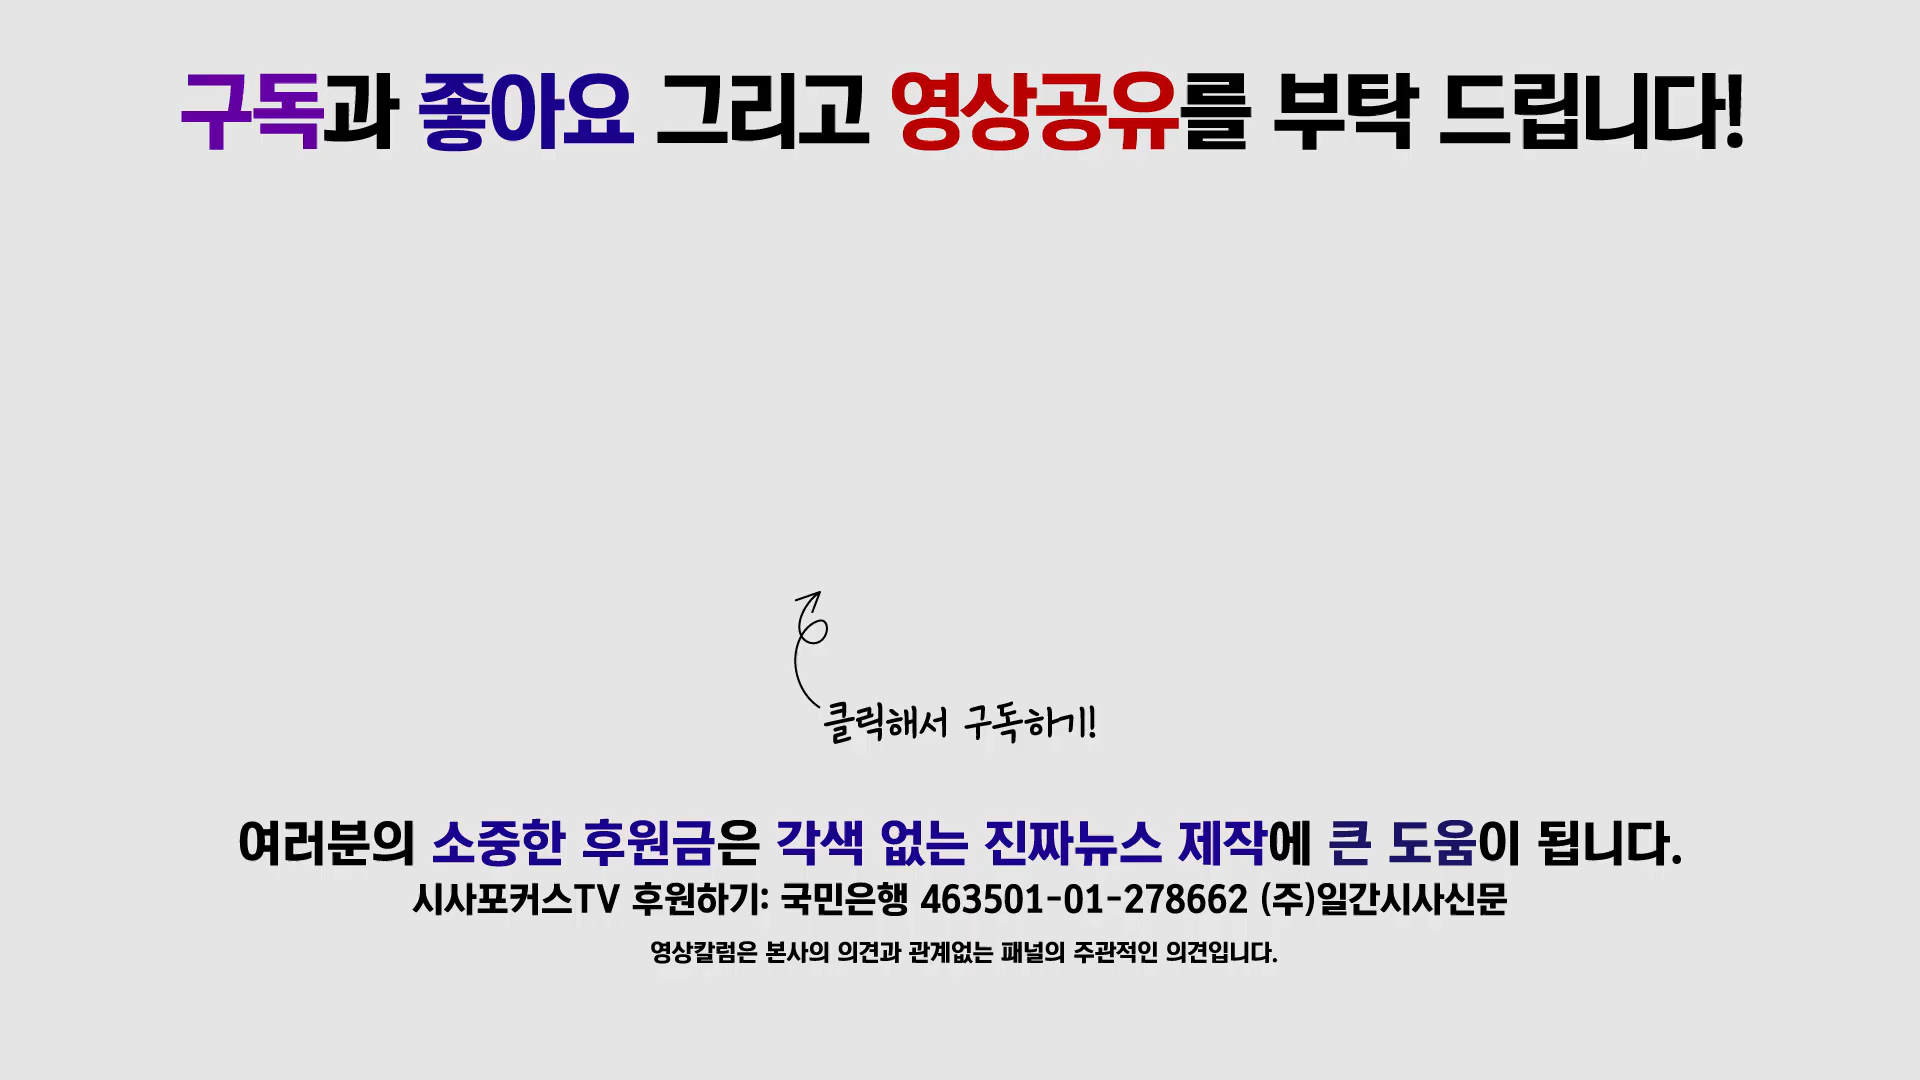 구독과 좋아요 그리고 영상공유를 부탁 드립니다!
클릭해서 구독하기!
여러분의 소중한 후원금은 각색 없는 진짜뉴스 제작에 큰 도움이 됩니다.
시사포커스TV 후원하기: 국민은행 463501-01-278662 (주)일간시사신문
영상칼럼은 본사의 의견과 관계없는 패널의 주관적인 의견입니다.